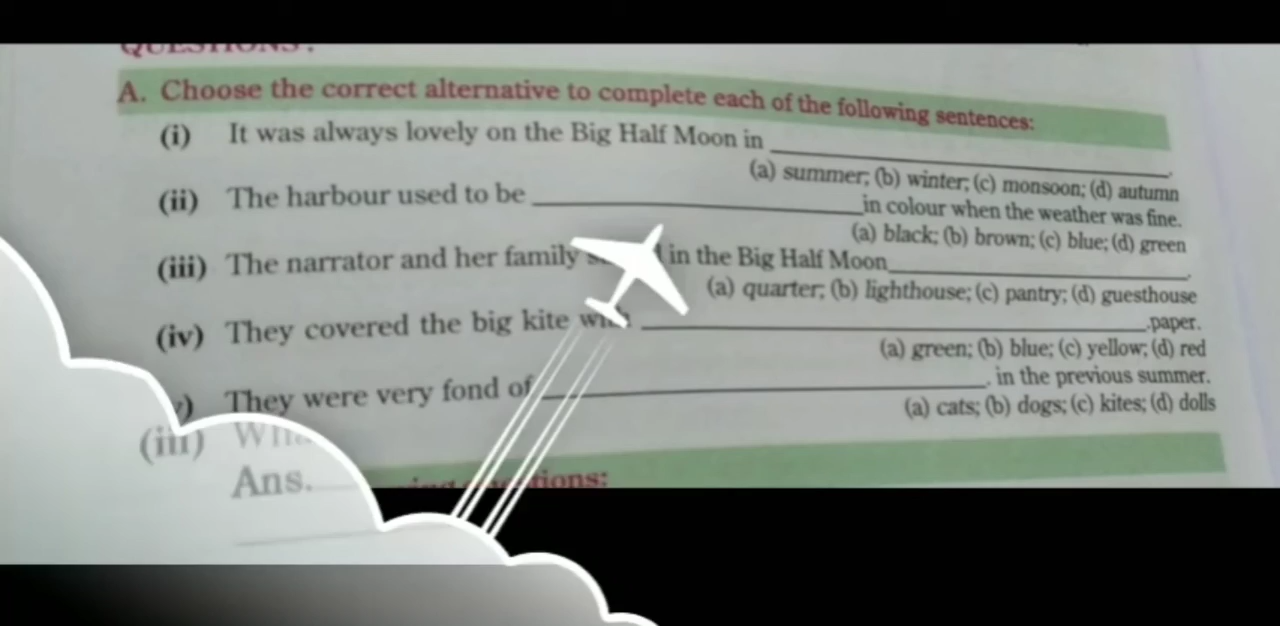 QUESTIONS :
A. Choose the correct alternative to complete each of the following sentences:
(i) It was always lovely on the Big Half Moon in
(a) summer; (b) winter; (c) monsoon; (d) autumn
(ii) The harbour used to be in colour when the weather was fine.
(a) black; (b) brown; (c) blue; (d) green
(iii) The narrator and her family in the Big Half Moon .
(a) quarter; (b) lighthouse; (c) pantry; (d) guesthouse
(iv) They covered the big kite with paper.
(a) green; (b) blue; (c) yellow; (d) red
They were very fond of in the previous summer.
(a) cats; (b) dogs; (c) kites; (d) dolls
(iii)
Ans.